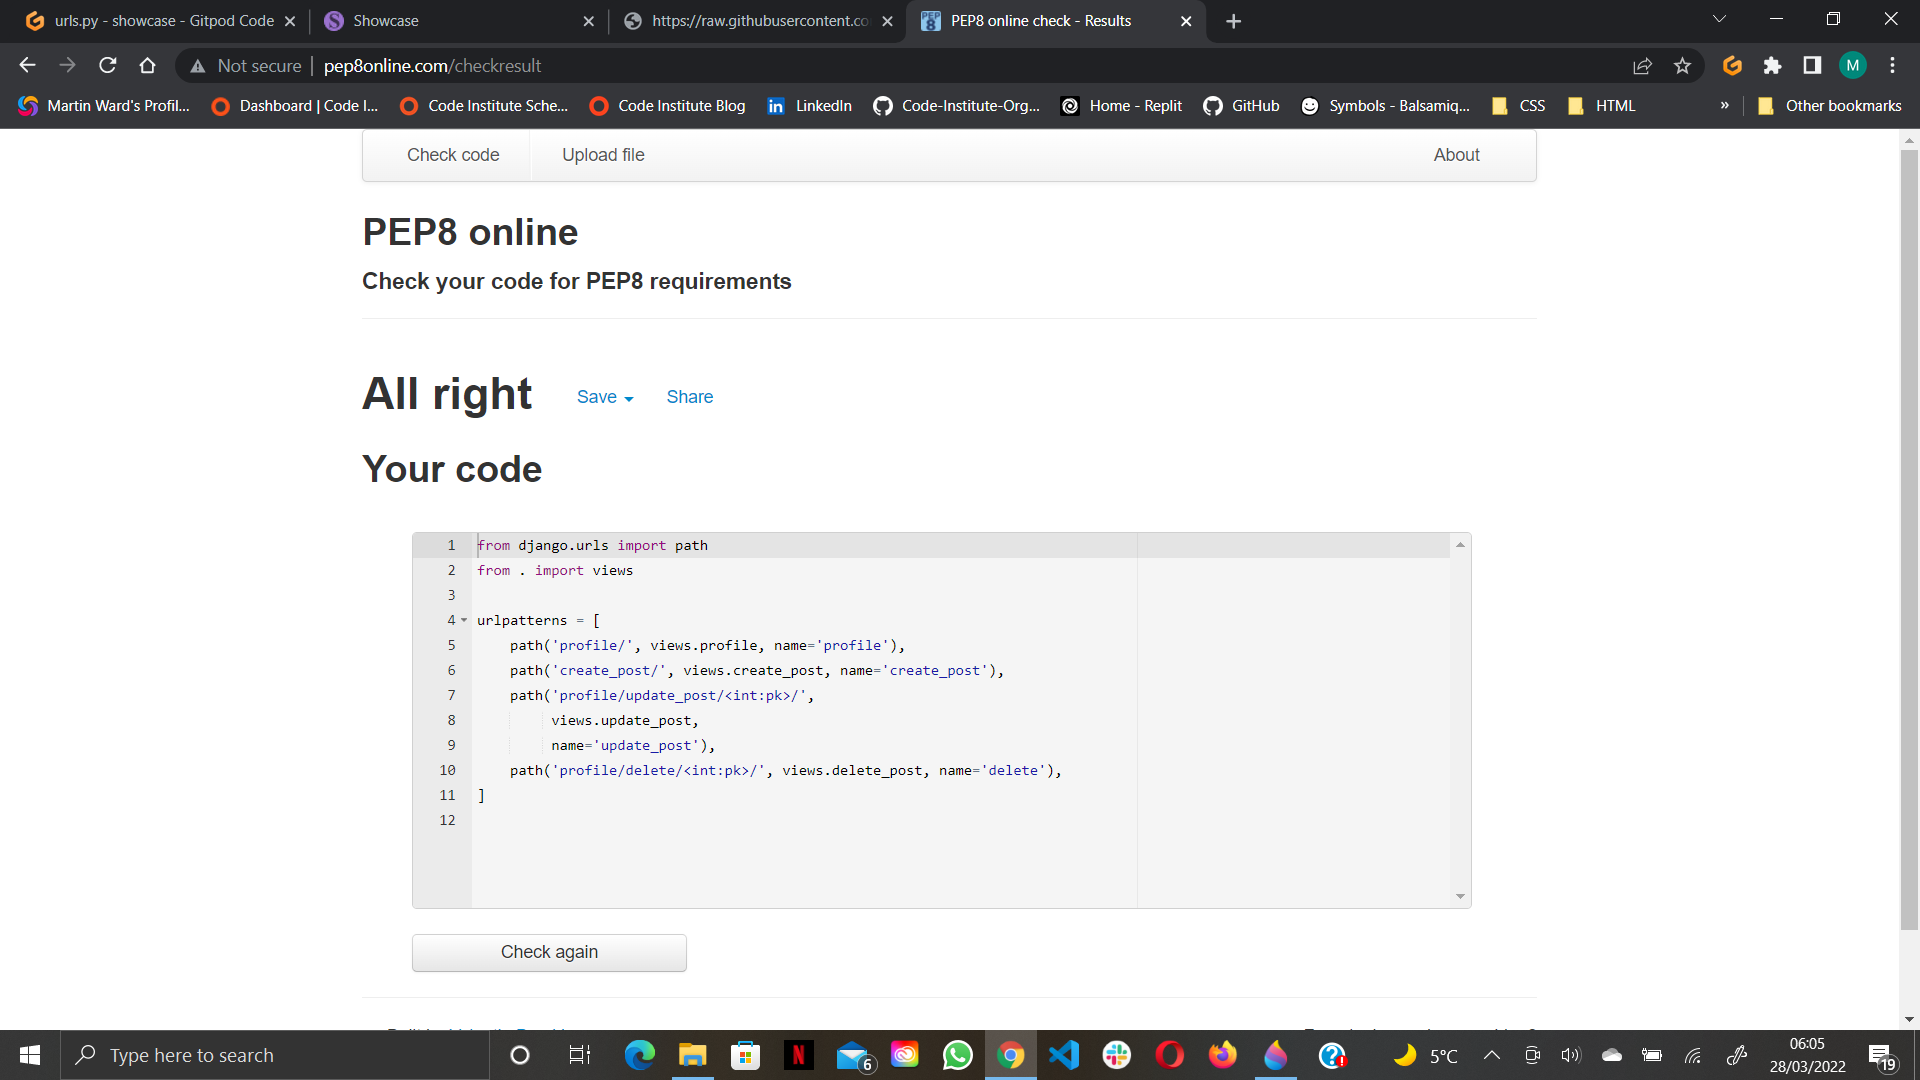 urls.py - showcase - Gitpod Code
Showcase
https://raw.githubusercontent.co
PEP8 online check - Results
Not secure
pep8online.com/checkresult
M
Martin Ward's Profil...
Dashboard | Code I...
Code Institute Sche...
Code Institute Blog
LinkedIn
Code-Institute-Org...
Home - Replit
GitHub
Symbols - Balsamiq...
CSS
HTML
»
Other bookmarks
Check code
Upload file
About
PEP8 online
Check your code for PEP8 requirements
All right
Save
Share
Your code
1 from django.urls import path
2 from . import views
3
4 urlpatterns = [
5 path('profile/', views.profile, name='profile'),
6 path('create_post/', views.create_post, name='create_post'),
7 path('profile/update_post/<int:pk>/',
8 views.update_post,
9 name='update_post'),
10 path('profile/delete/<int:pk>/', views.delete_post, name='delete'),
11 ]
12
Check again
Type here to search
6
5°C
06:05
28/03/2022
19